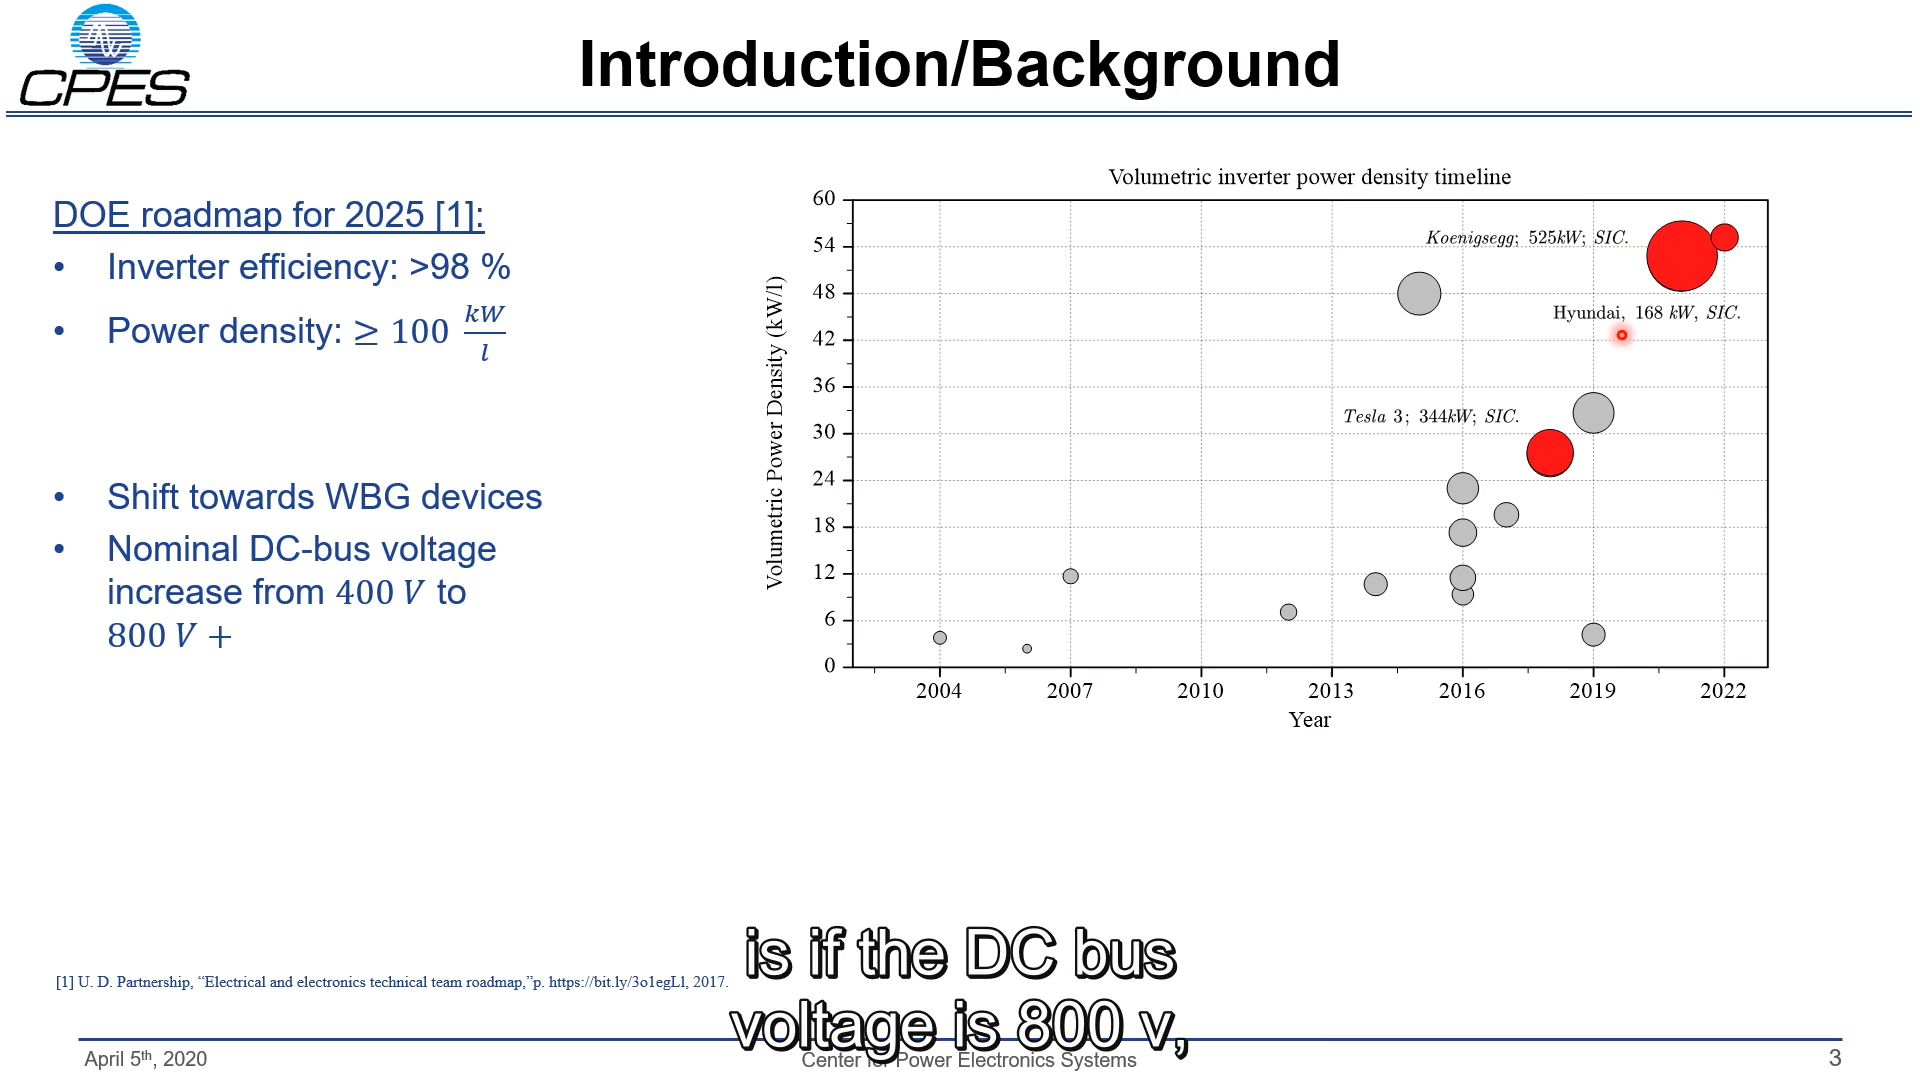 CPES
Introduction/Background
DOE roadmap for 2025 [1]:
• Inverter efficiency: >98 %
• Power density: ≥ 100 kW/l
• Shift towards WBG devices
• Nominal DC-bus voltage
increase from 400 V to
800 V +
Volumetric inverter power density timeline
Volumetric Power Density (kW/l)
60
54
48
42
36
30
24
18
12
6
0
Koenigsegg; 525kW; SIC.
Hyundai, 168 kW, SIC.
Tesla 3; 344kW; SIC.
2004 2007 2010 2013 2016 2019 2022
Year
[1] U. D. Partnership, “Electrical and electronics technical team roadmap,”p. https://bit.ly/3o1egLl, 2017.
is if the DC bus
voltage is 800 v,
April 5th, 2020
Center for Power Electronics Systems
3